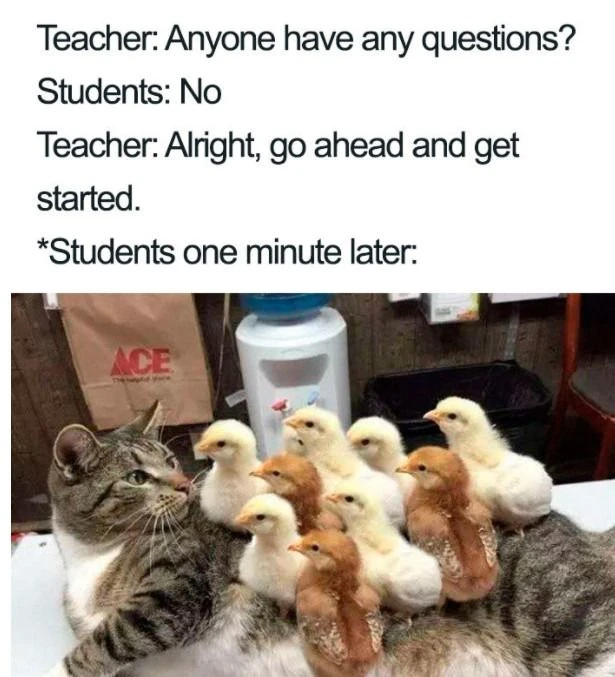 Teacher: Anyone have any questions?
Students: No
Teacher: Alright, go ahead and get
started.
*Students one minute later:
ACE